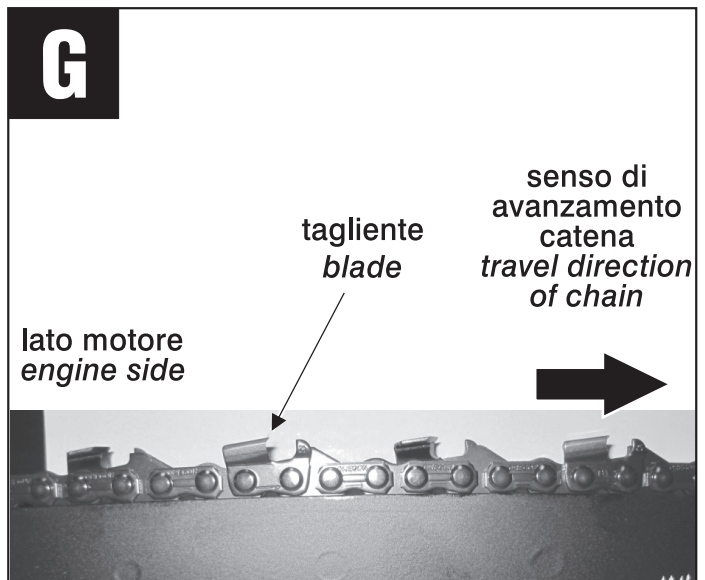 G
senso di
avanzamento
catena
travel direction
of chain
tagliente
blade
lato motore
engine side